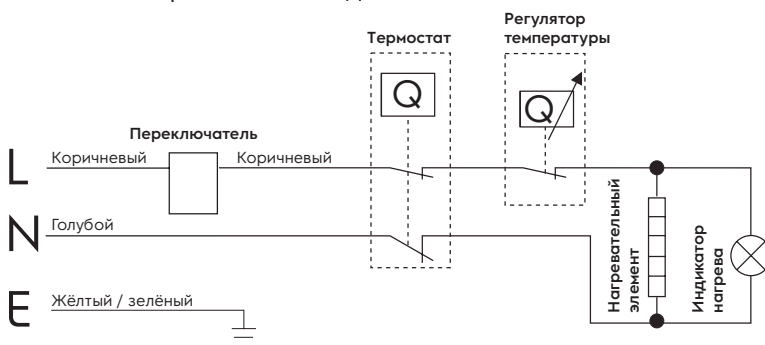 Регулятор
температуры
Термостат
Q
Q
Переключатель
L
Коричневый
Коричневый
N
Голубой
E
Жёлтый / зелёный
Нагревательный
элемент
Индикатор
нагрева